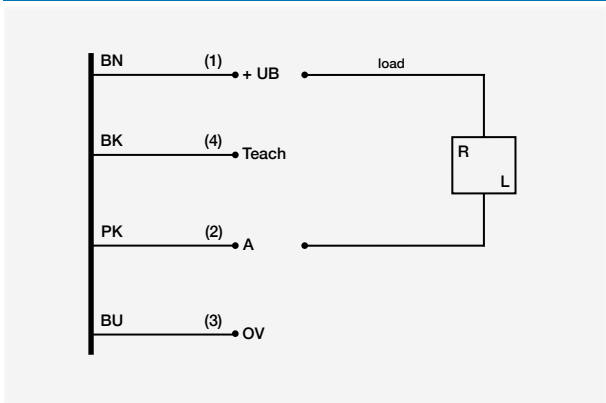 BN (1) + UB load
BK (4) Teach
R
L
PK (2) A
BU (3) OV